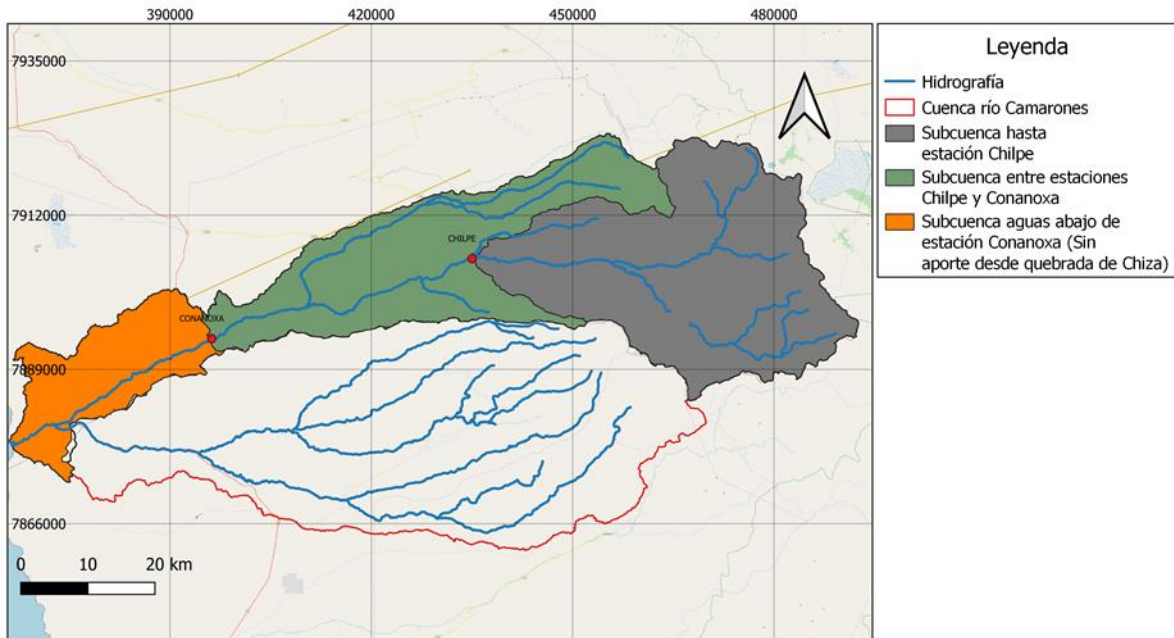 390000 420000 450000 480000
7935000
7912000
7889000
7866000
CHILPE
CONANOXA
0 10 20 km
Leyenda
Hidrografía
Cuenca río Camarones
Subcuenca hasta
estación Chilpe
Subcuenca entre estaciones
Chilpe y Conanoxa
Subcuenca aguas abajo de
estación Conanoxa (Sin
aporte desde quebrada de Chiza)